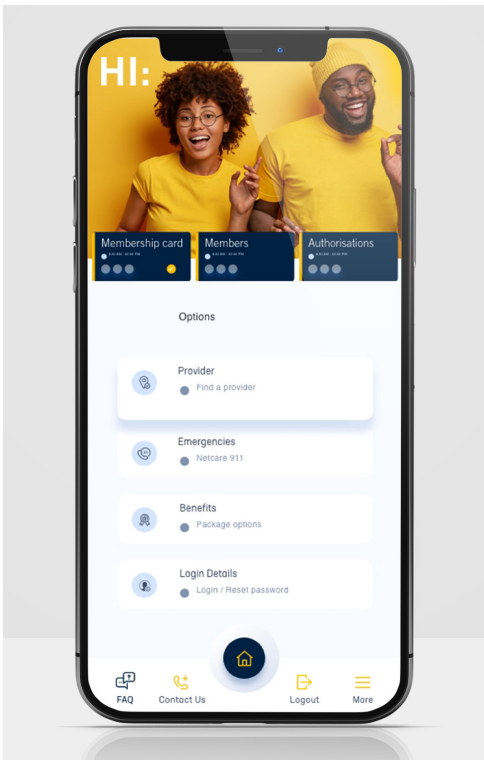 HI:
Membership card
Members
Authorisations
Options
Provider
Find a provider
Emergencies
Netcare 911
Benefits
Package options
Login Details
Login / Reset password
FAQ
Contact Us
Logout
More